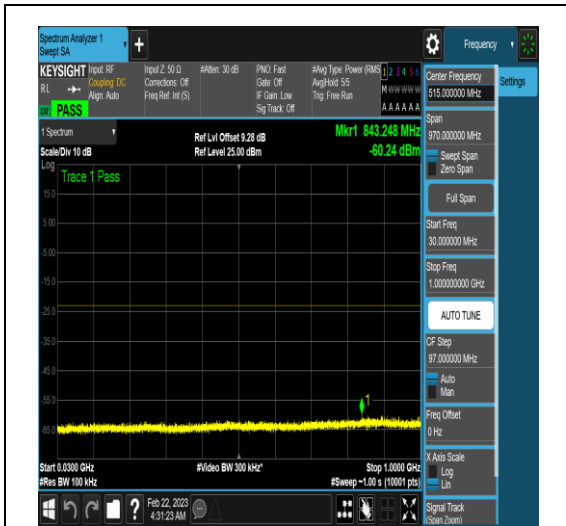 Spectrum Analyzer 1
Swept SA
Frequency
KEYSIGHT
RL
PASS
Input: RF
Coupling: DC
Align: Auto
Input Z: 50 Ω
Corrections: Off
Freq Ref: Int (S)
#Atten: 30 dB
PNO: Fast
Gate: Off
IF Gain: Low
Sig Track: Off
#Avg Type: Power (RMS
Avg|Hold: 5/5
Trig: Free Run
1 2 3 4 5 6
M W W W W W
A A A A A A
1 Spectrum
Scale/Div 10 dB
Ref Lvl Offset 9.28 dB
Ref Level 25.00 dBm
Mkr1 843.248 MHz
-60.24 dBm
Log
Trace 1 Pass
15.0
5.00
-5.00
-15.0
-25.0
-35.0
-45.0
-55.0
-65.0
1
Start 0.0300 GHz
#Res BW 100 kHz
#Video BW 300 kHz*
Stop 1.0000 GHz
#Sweep ~1.00 s (10001 pts)
Feb 22, 2023
4:31:23 AM
Center Frequency
515.000000 MHz
Settings
Span
970.000000 MHz
Swept Span
Zero Span
Full Span
Start Freq
30.000000 MHz
Stop Freq
1.000000000 GHz
AUTO TUNE
CF Step
97.000000 MHz
Auto
Man
Freq Offset
0 Hz
X Axis Scale
Log
Lin
Signal Track
(Span Zoom)